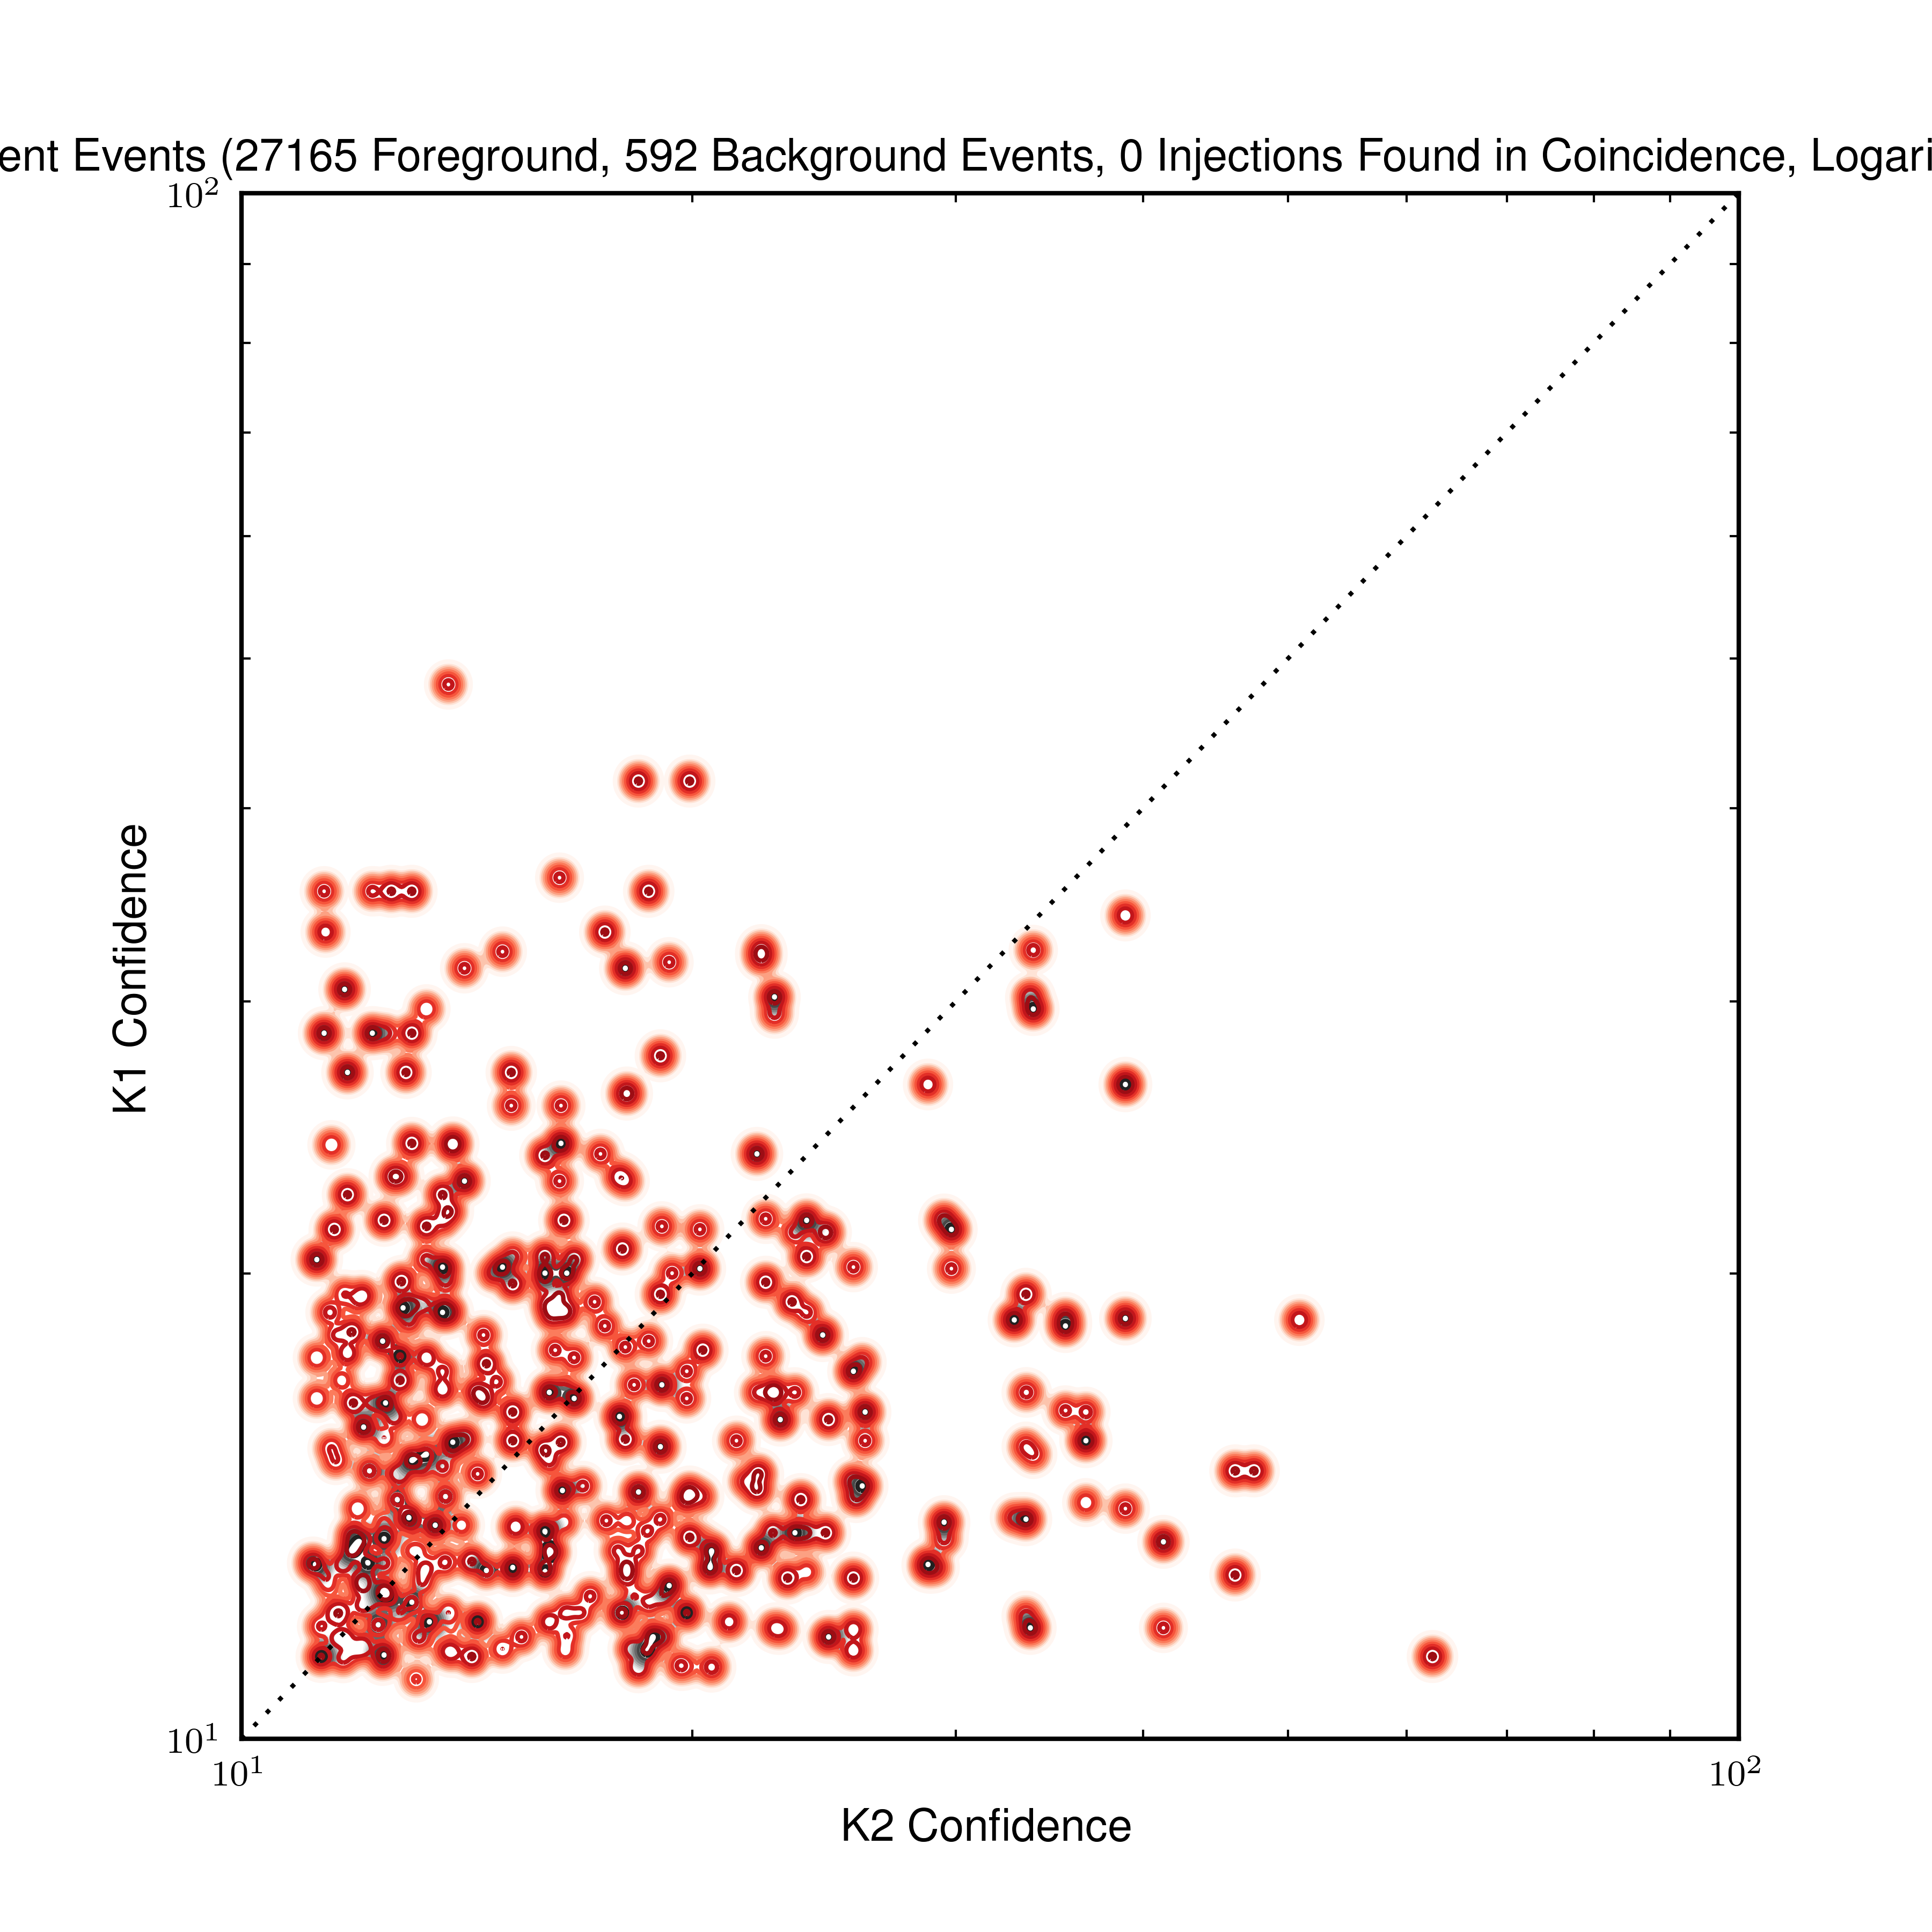 ent Events (27165 Foreground, 592 Background Events, 0 Injections Found in Coincidence, Logari
10²
K1 Confidence
10¹
10¹
10²
K2 Confidence